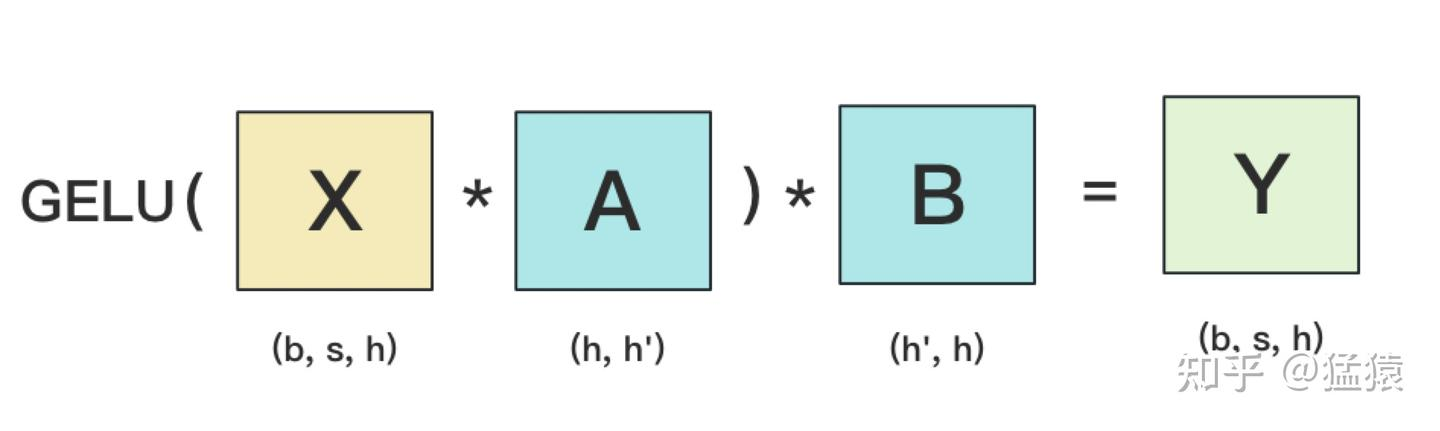 GELU( X * A ) * B = Y
(b, s, h) (h, h') (h', h) (b, s, h)
知乎 @猛猿